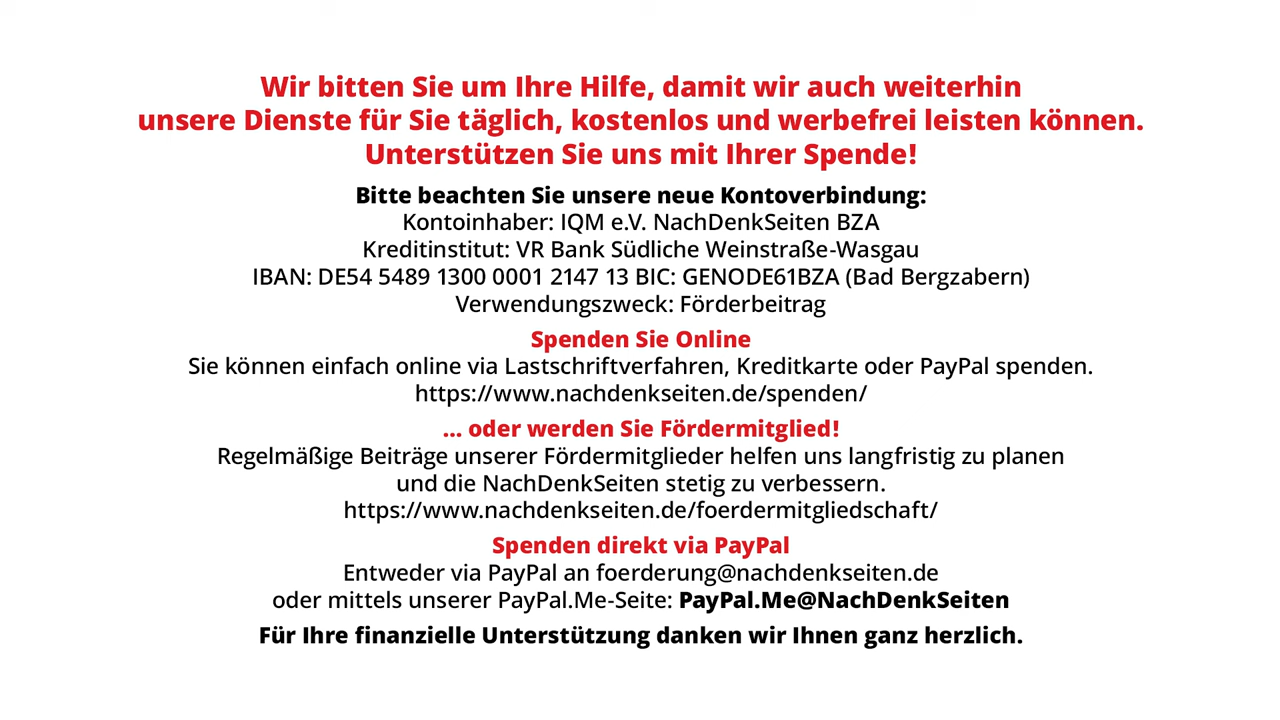 Wir bitten Sie um Ihre Hilfe, damit wir auch weiterhin
unsere Dienste für Sie täglich, kostenlos und werbefrei leisten können.
Unterstützen Sie uns mit Ihrer Spende!
Bitte beachten Sie unsere neue Kontoverbindung:
Kontoinhaber: IQM e.V. NachDenkSeiten BZA
Kreditinstitut: VR Bank Südliche Weinstraße-Wasgau
IBAN: DE54 5489 1300 0001 2147 13 BIC: GENODE61BZA (Bad Bergzabern)
Verwendungszweck: Förderbeitrag
Spenden Sie Online
Sie können einfach online via Lastschriftverfahren, Kreditkarte oder PayPal spenden.
https://www.nachdenkseiten.de/spenden/
... oder werden Sie Fördermitglied!
Regelmäßige Beiträge unserer Fördermitglieder helfen uns langfristig zu planen
und die NachDenkSeiten stetig zu verbessern.
https://www.nachdenkseiten.de/foerdermitgliedschaft/
Spenden direkt via PayPal
Entweder via PayPal an foerderung@nachdenkseiten.de
oder mittels unserer PayPal.Me-Seite: PayPal.Me@NachDenkSeiten
Für Ihre finanzielle Unterstützung danken wir Ihnen ganz herzlich.